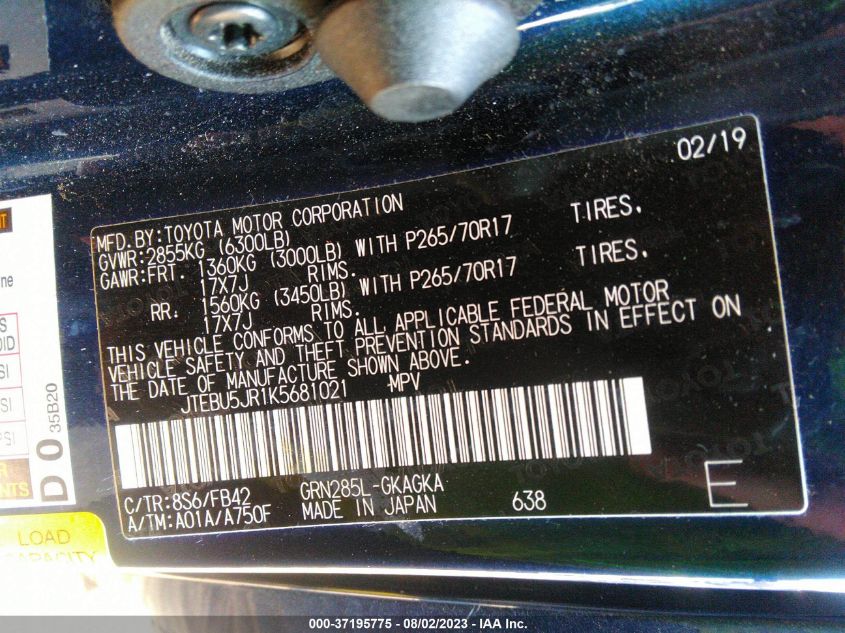 02/19
MFD. BY:TOYOTA MOTOR CORPORATION
GVWR:2855KG (6300LB)
GAWR:FRT. 1360KG (3000LB) WITH P265/70R17 TIRES,
17X7J RIMS.
RR. 1560KG (3450LB) WITH P265/70R17 TIRES,
17X7J RIMS.
THIS VEHICLE CONFORMS TO ALL APPLICABLE FEDERAL MOTOR
VEHICLE SAFETY AND THEFT PREVENTION STANDARDS IN EFFECT ON
THE DATE OF MANUFACTURE SHOWN ABOVE.
JTEBU5JR1K5681021 MPV
C/TR:8S6/FB42 GRN285L-GKAGKA
A/TM:A01A/A750F MADE IN JAPAN 638
E
D 0 35B20
LOAD
CAPACITY
000-37195775 - 08/02/2023 - IAA Inc.